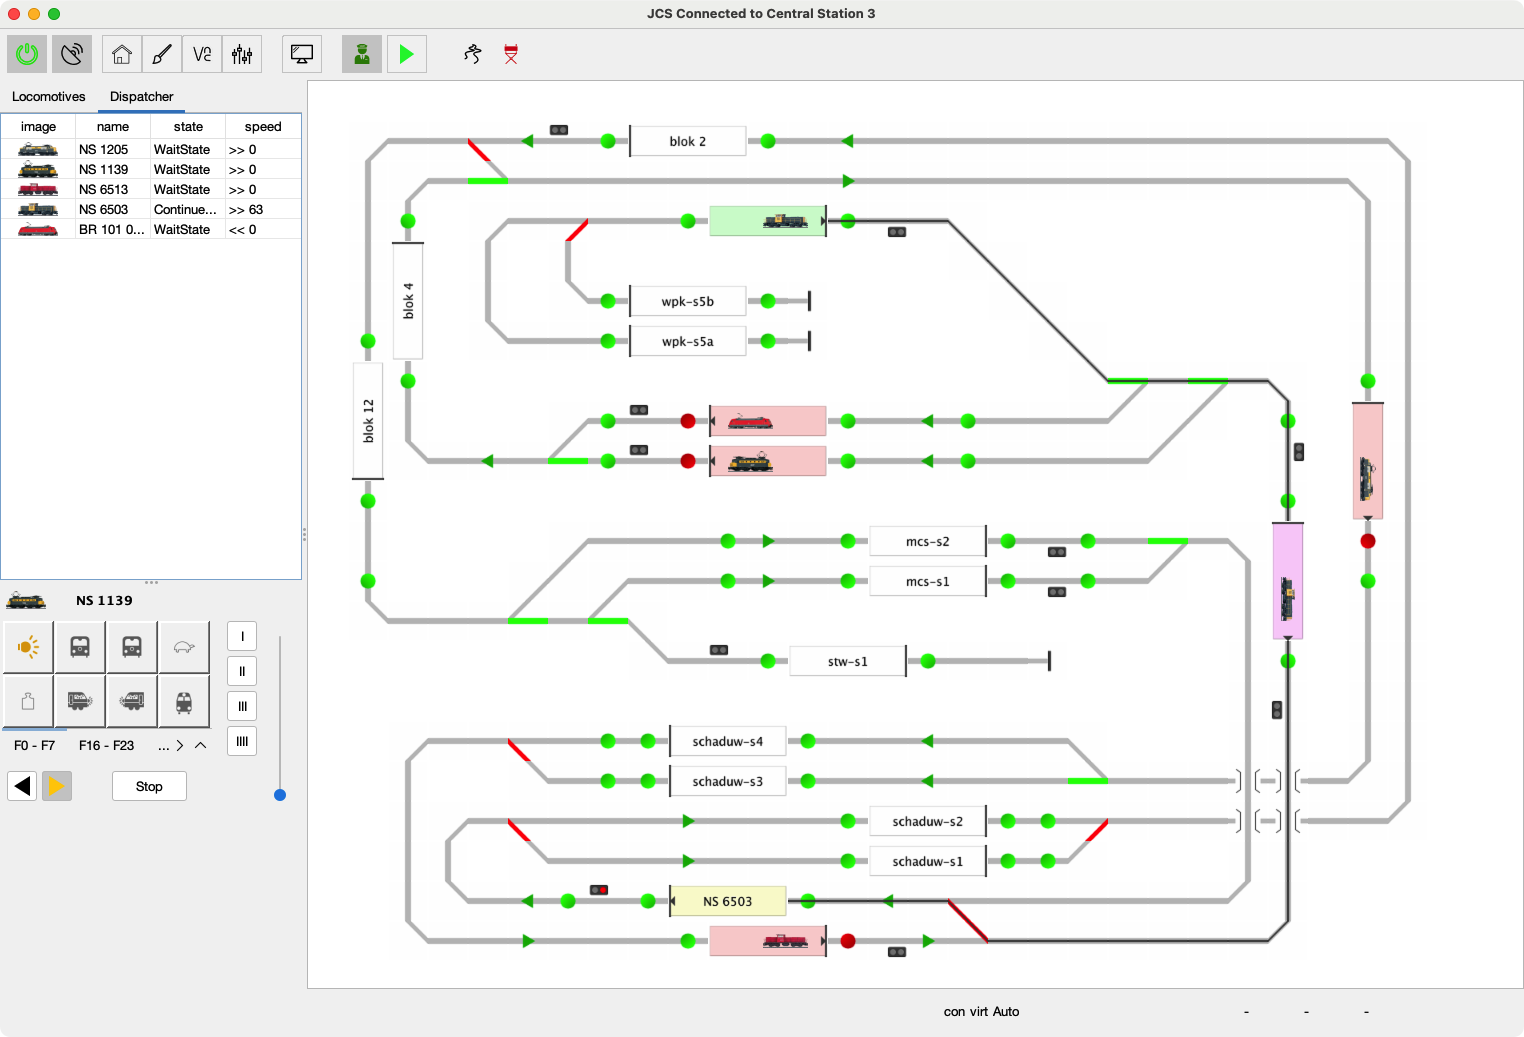 JCS Connected to Central Station 3
Locomotives Dispatcher
image name state speed
NS 1205 WaitState >> 0
NS 1139 WaitState >> 0
NS 6513 WaitState >> 0
NS 6503 Continue... >> 63
BR 101 0... WaitState << 0
NS 1139
I
II
III
IIII
F0 - F7 F16 - F23 ...
Stop
blok 2
blok 4
wpk-s5b
wpk-s5a
blok 12
mcs-s2
mcs-s1
stw-s1
schaduw-s4
schaduw-s3
schaduw-s2
schaduw-s1
NS 6503
con virt Auto - - -